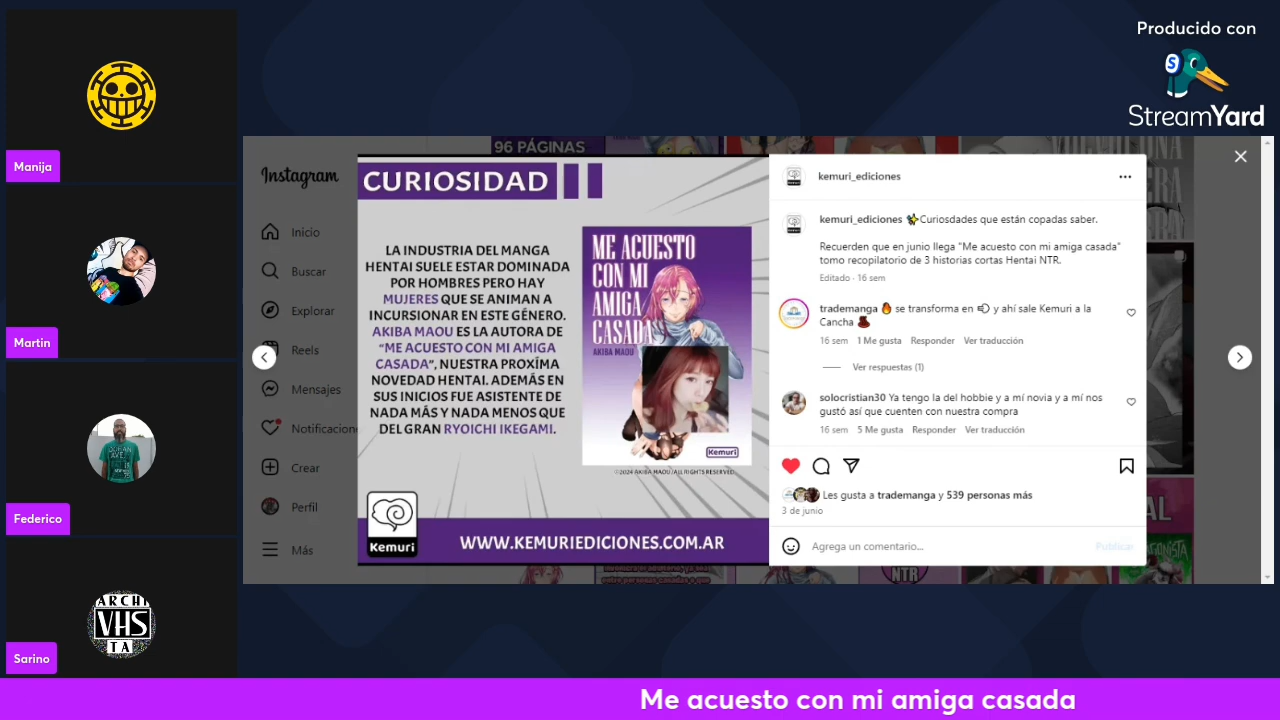 Producido con
StreamYard
Manija
Martin
Federico
ARCHI
VHS
TA
Sarino
Instagram
Inicio
Buscar
Explorar
Reels
Mensajes
Notificacion
Crear
Perfil
Más
96 PÁGINAS
CURIOSIDAD
LA INDUSTRIA DEL MANGA
HENTAI SUELE ESTAR DOMINADA
POR HOMBRES PERO HAY
MUJERES QUE SE ANIMAN A
INCURSIONAR EN ESTE GÉNERO.
AKIBA MAOU ES LA AUTORA DE
"ME ACUESTO CON MI AMIGA
CASADA", NUESTRA PROXÍMA
NOVEDAD HENTAI. ADEMÁS EN
SUS INICIOS FUE ASISTENTE DE
NADA MÁS Y NADA MENOS QUE
DEL GRAN RYOICHI IKEGAMI.
ME ACUESTO
CON MI
AMIGA
CASADA
AKIBA MAOU
Kemuri
©2024 AKIBA MAOU/ALL RIGHTS RESERVED
Kemuri
WWW.KEMURIEDICIONES.COM.AR
kemuri_ediciones
kemuri_ediciones Curiosdades que están copadas saber.
Recuerden que en junio llega "Me acuesto con mi amiga casada"
tomo recopilatorio de 3 historias cortas Hentai NTR.
Editado · 16 sem
trademanga se transforma en y ahí sale Kemuri a la
Cancha
16 sem 1 Me gusta Responder Ver traducción
Ver respuestas (1)
solocristian30 Ya tengo la del hobbie y a mí novia y a mí nos
gustó así que cuenten con nuestra compra
16 sem 5 Me gusta Responder Ver traducción
Les gusta a trademanga y 539 personas más
3 de junio
Agrega un comentario...
Publicar
NTR
Me acuesto con mi amiga casada